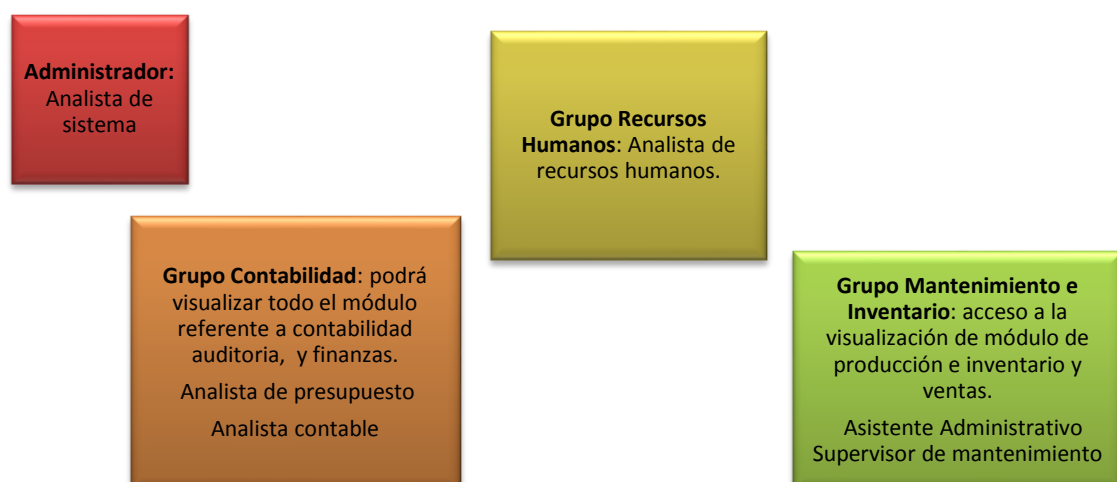 Administrador:
Analista de
sistema
Grupo Contabilidad: podrá
visualizar todo el módulo
referente a contabilidad
auditoria, y finanzas.
Analista de presupuesto
Analista contable
Grupo Recursos
Humanos: Analista de
recursos humanos.
Grupo Mantenimiento e
Inventario: acceso a la
visualización de módulo de
producción e inventario y
ventas.
Asistente Administrativo
Supervisor de mantenimiento